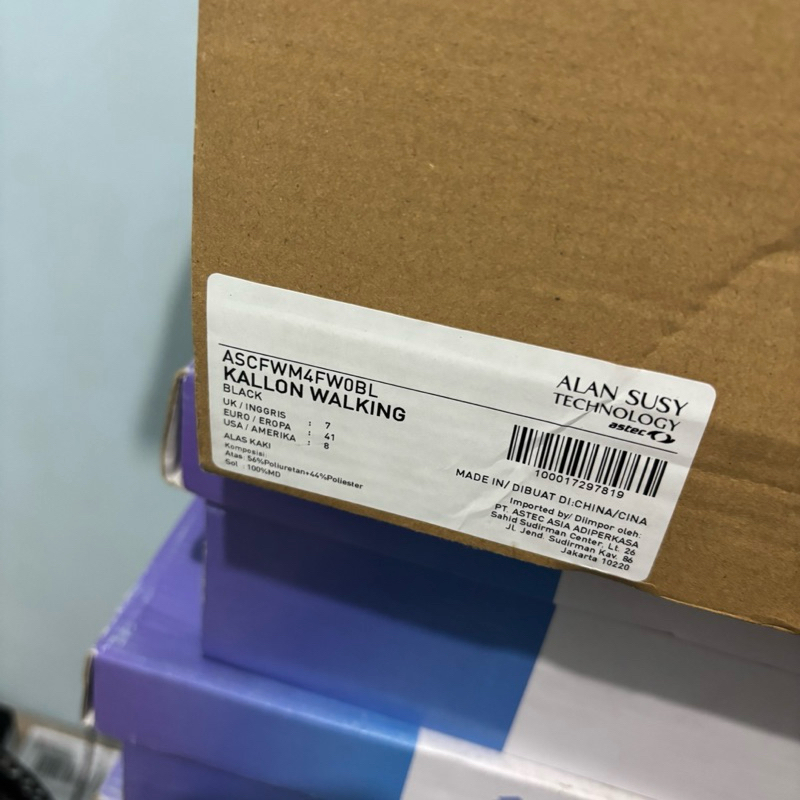 ASCFWM4FW0BL
KALLON WALKING
BLACK
UK / INGGRIS : 7
EURO / EROPA : 41
USA / AMERIKA : 8
ALAS KAKI
Komposisi
Atas 56%Poliuretan+44%Poliester
Sol : 100%MD
ALAN SUSY
TECHNOLOGY
astec
100017297819
MADE IN/ DIBUAT DI:CHINA/CINA
Imported by/ Diimpor oleh:
PT. ASTEC ASIA ADIPERKASA
Sahid Sudirman Center, Lt. 26
Jl. Jend. Sudirman Kav. 86
Jakarta 10220